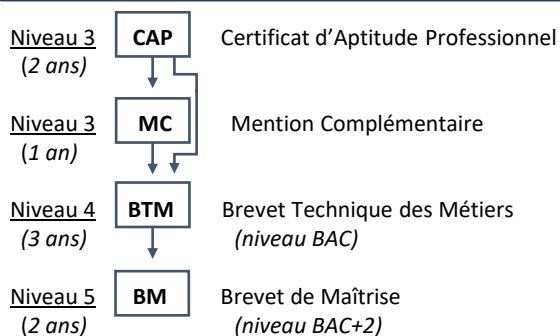 Niveau 3 CAP Certificat d’Aptitude Professionnel
(2 ans)
Niveau 3 MC Mention Complémentaire
(1 an)
Niveau 4 BTM Brevet Technique des Métiers
(3 ans) (niveau BAC)
Niveau 5 BM Brevet de Maîtrise
(2 ans) (niveau BAC+2)